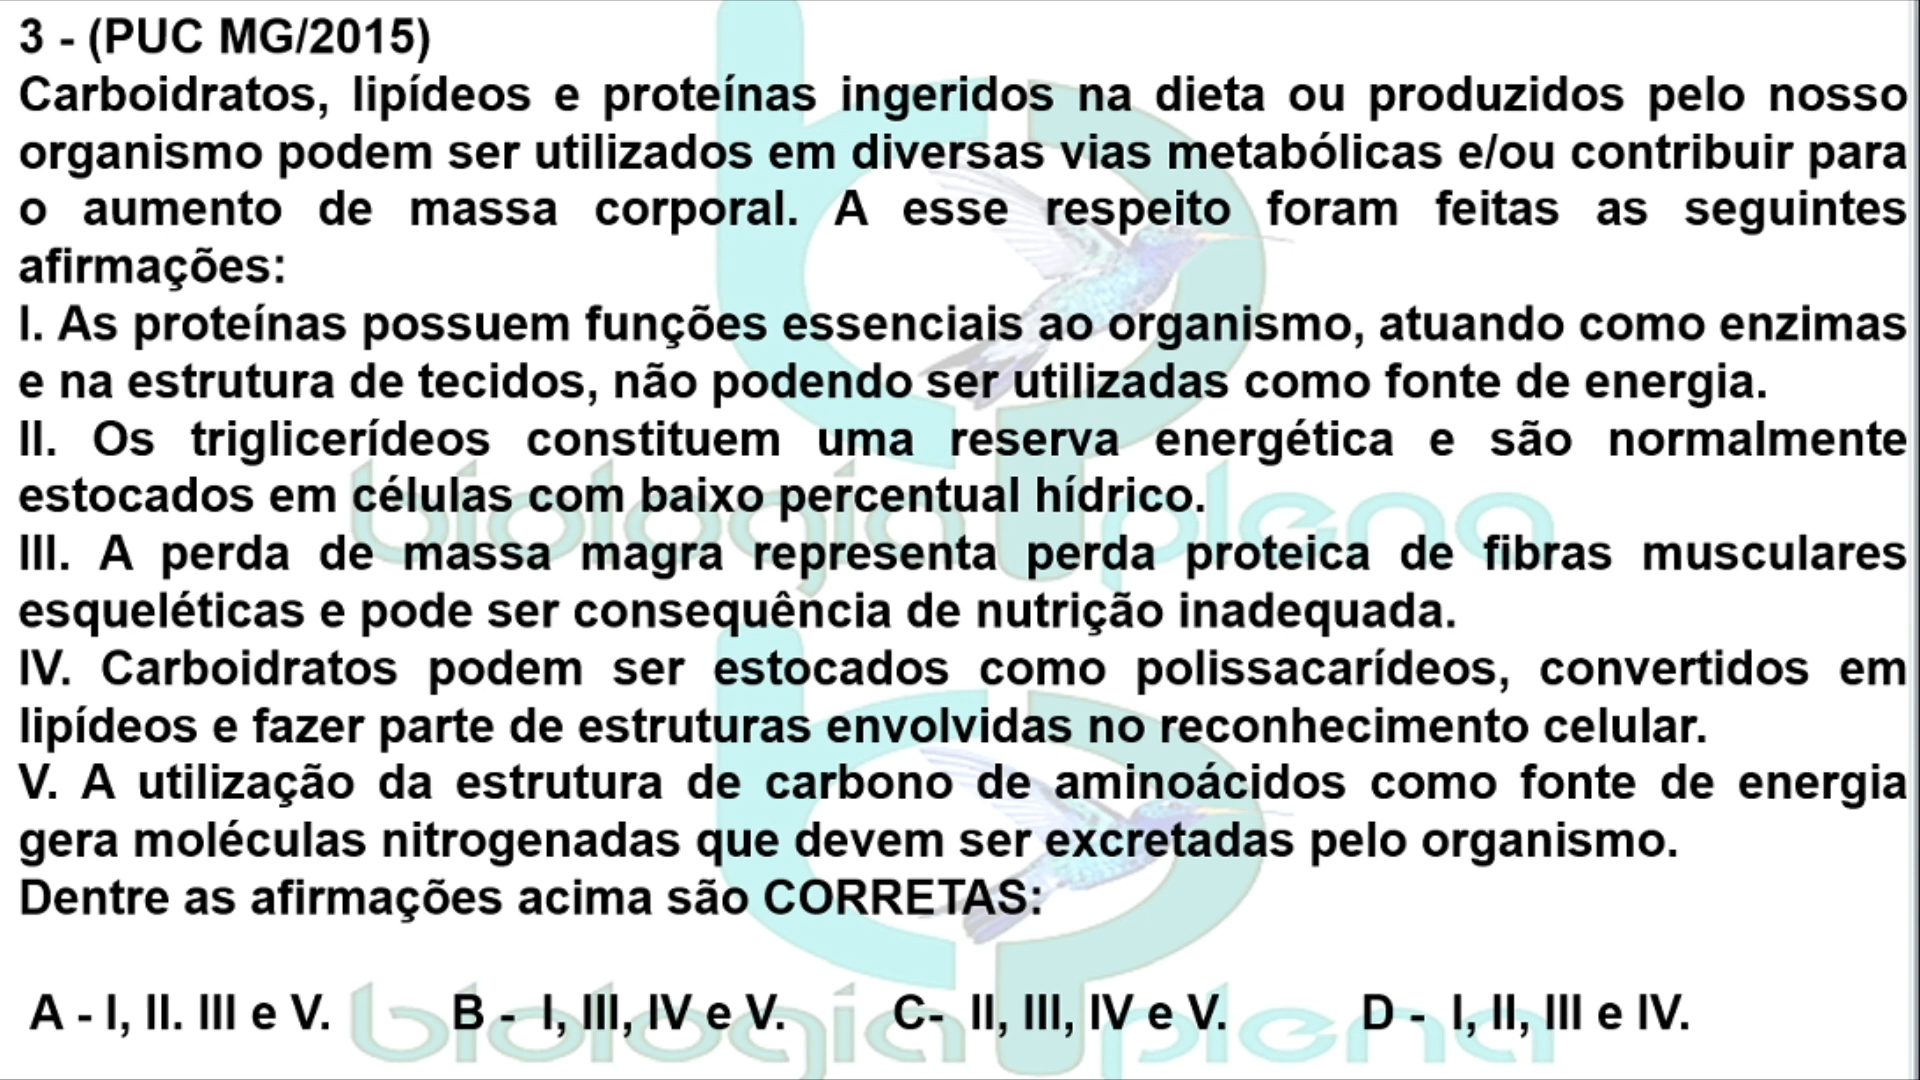 3 - (PUC MG/2015)
Carboidratos, lipídeos e proteínas ingeridos na dieta ou produzidos pelo nosso
organismo podem ser utilizados em diversas vias metabólicas e/ou contribuir para
o aumento de massa corporal. A esse respeito foram feitas as seguintes
afirmações:
I. As proteínas possuem funções essenciais ao organismo, atuando como enzimas
e na estrutura de tecidos, não podendo ser utilizadas como fonte de energia.
II. Os triglicerídeos constituem uma reserva energética e são normalmente
estocados em células com baixo percentual hídrico.
biologia plena
III. A perda de massa magra representa perda proteica de fibras musculares
esqueléticas e pode ser consequência de nutrição inadequada.
IV. Carboidratos podem ser estocados como polissacarídeos, convertidos em
lipídeos e fazer parte de estruturas envolvidas no reconhecimento celular.
V. A utilização da estrutura de carbono de aminoácidos como fonte de energia
gera moléculas nitrogenadas que devem ser excretadas pelo organismo.
Dentre as afirmações acima são CORRETAS:
A - I, II. III e V. B - I, III, IV e V. C- II, III, IV e V. D - I, II, III e IV.
biologia plena